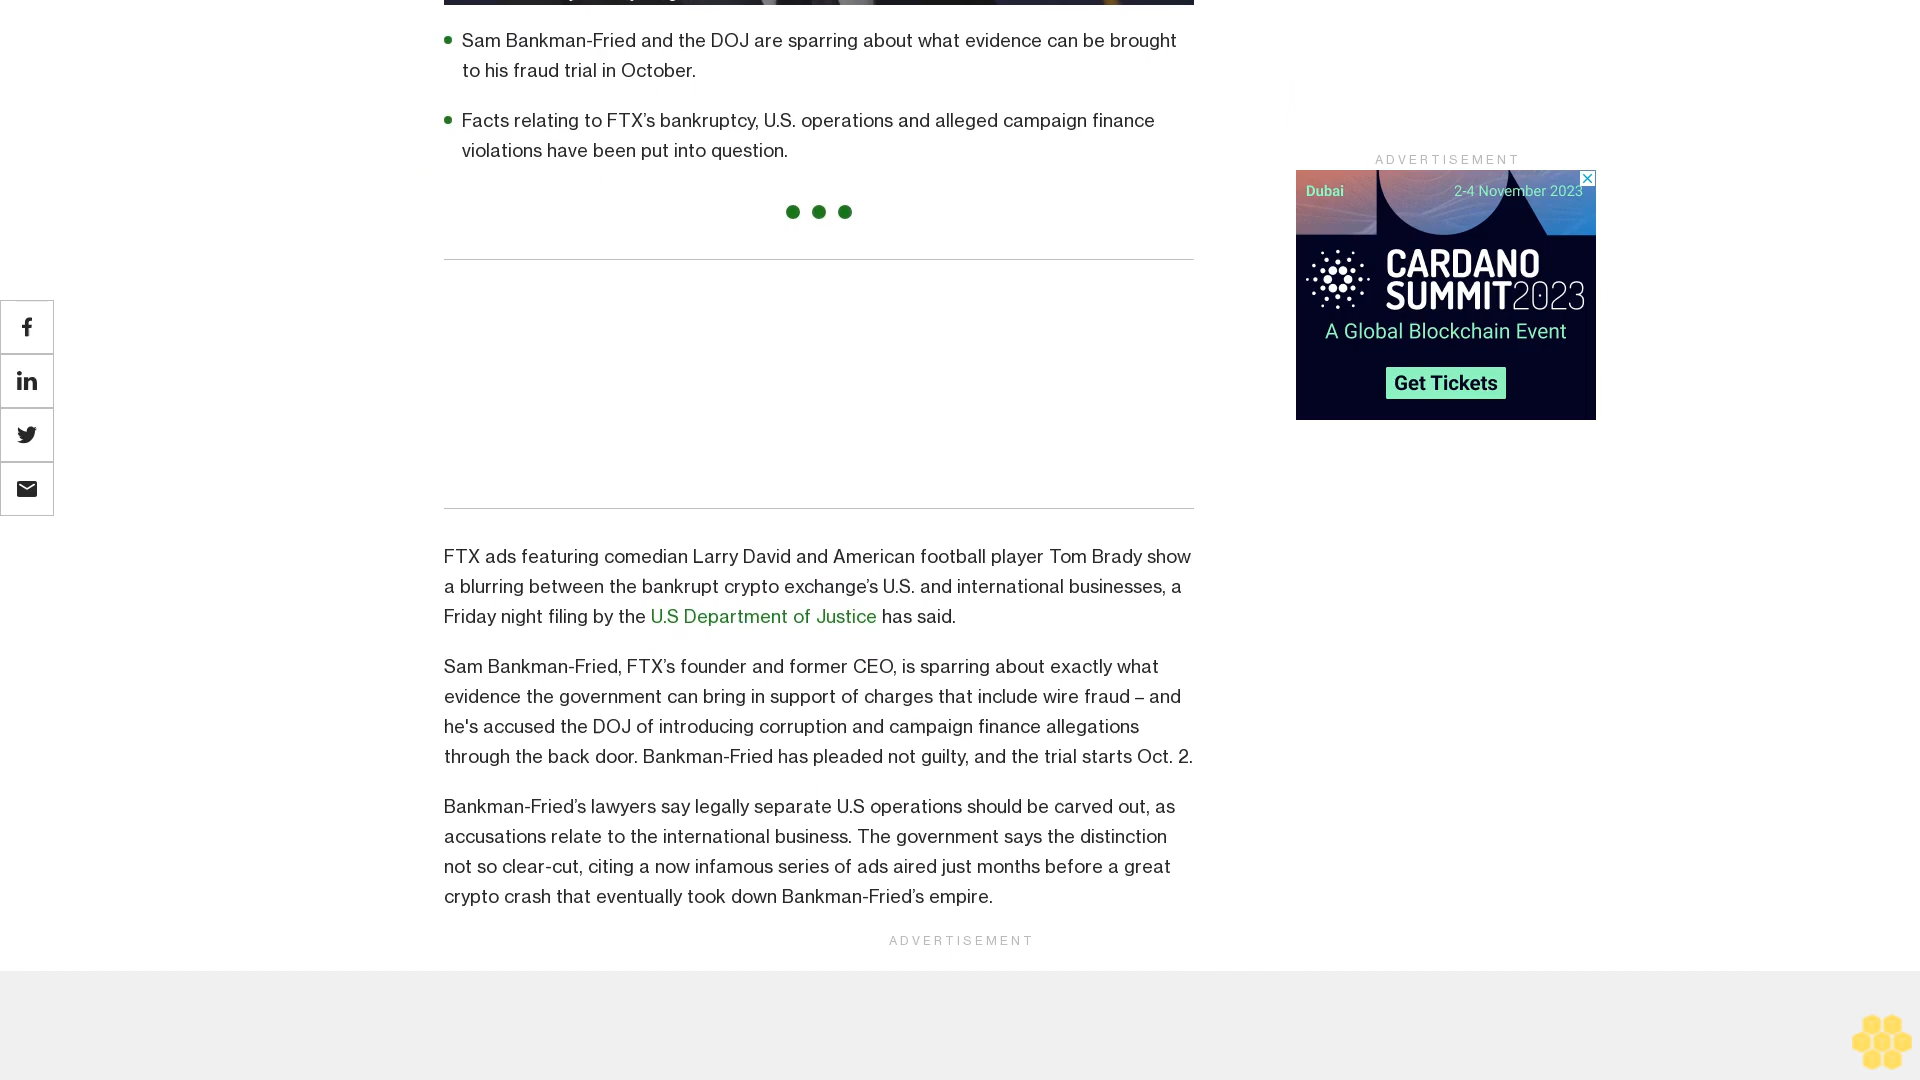 Sam Bankman-Fried and the DOJ are sparring about what evidence can be brought
to his fraud trial in October.
Facts relating to FTX’s bankruptcy, U.S. operations and alleged campaign finance
violations have been put into question.
ADVERTISEMENT
Dubai
2-4 November 2023
CARDANO
SUMMIT2023
A Global Blockchain Event
Get Tickets
FTX ads featuring comedian Larry David and American football player Tom Brady show
a blurring between the bankrupt crypto exchange’s U.S. and international businesses, a
Friday night filing by the U.S Department of Justice has said.
Sam Bankman-Fried, FTX’s founder and former CEO, is sparring about exactly what
evidence the government can bring in support of charges that include wire fraud – and
he's accused the DOJ of introducing corruption and campaign finance allegations
through the back door. Bankman-Fried has pleaded not guilty, and the trial starts Oct. 2.
Bankman-Fried’s lawyers say legally separate U.S operations should be carved out, as
accusations relate to the international business. The government says the distinction
not so clear-cut, citing a now infamous series of ads aired just months before a great
crypto crash that eventually took down Bankman-Fried’s empire.
ADVERTISEMENT